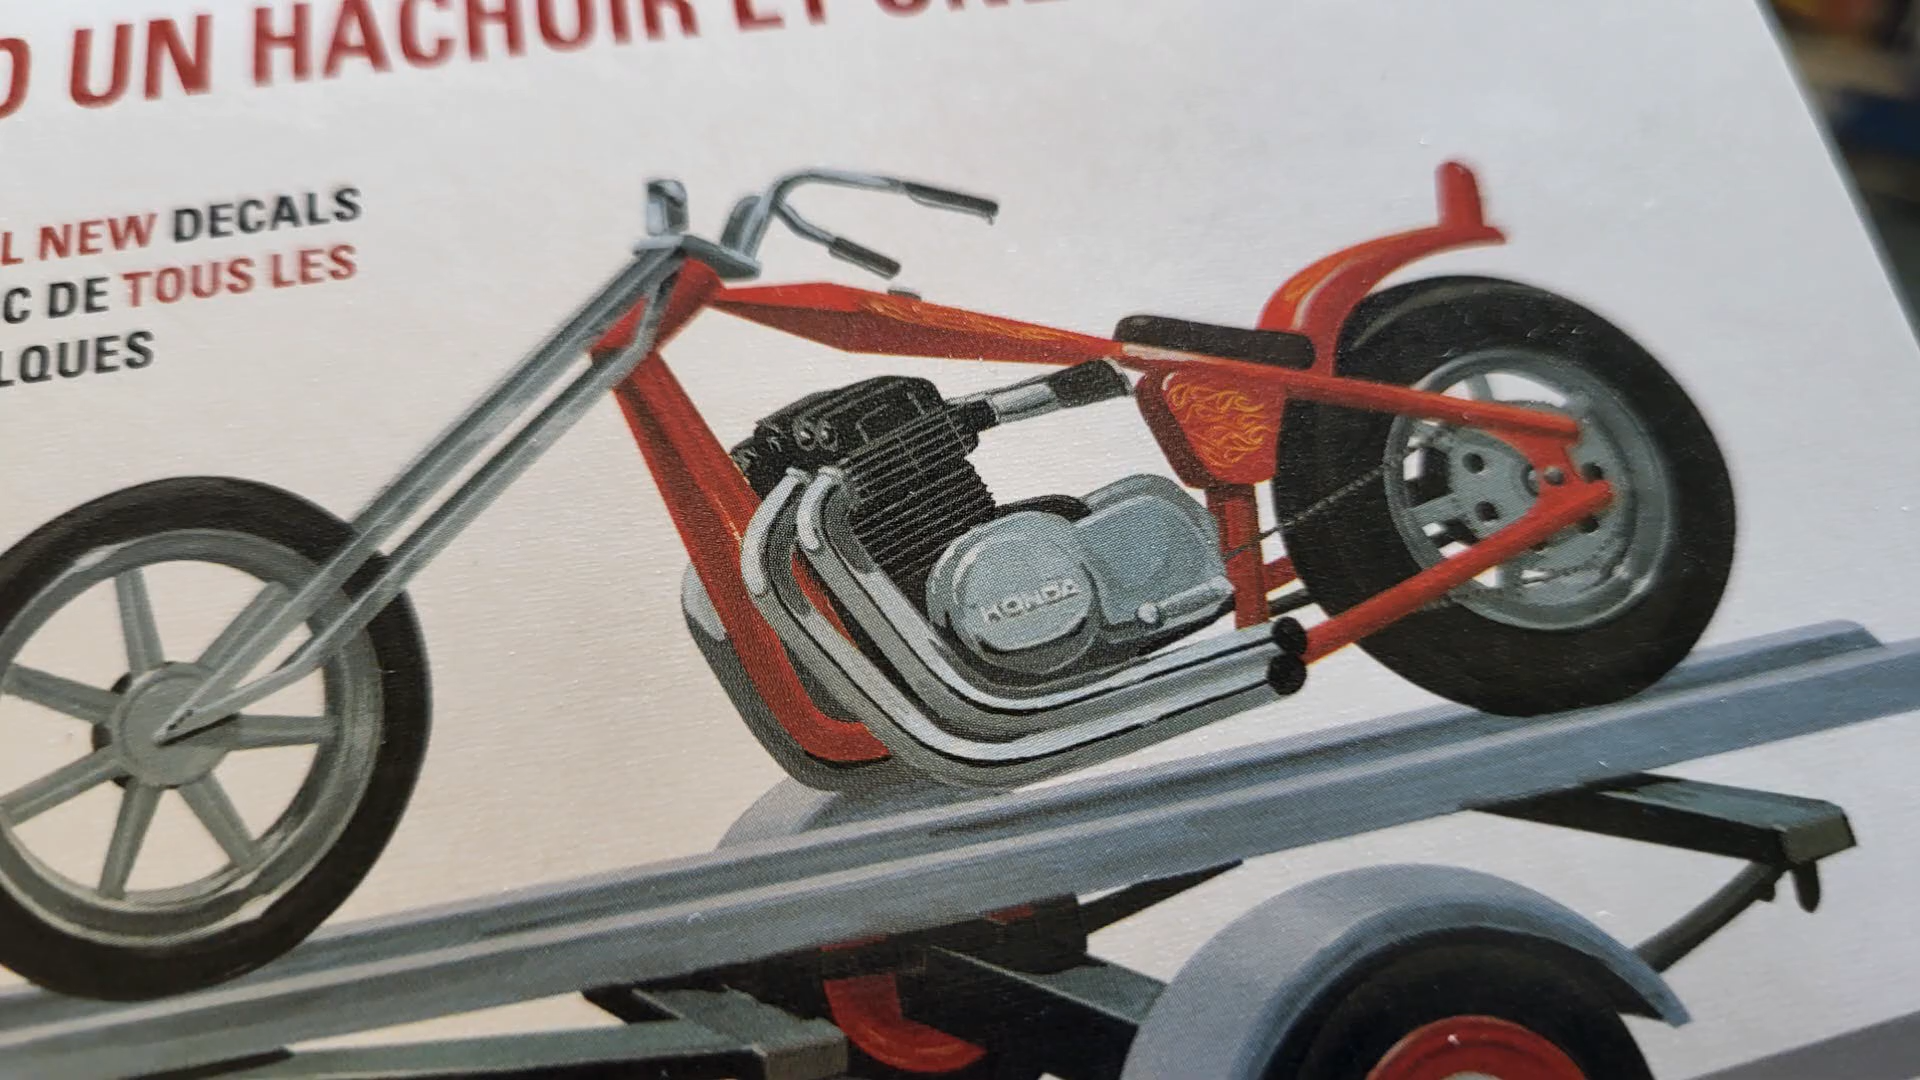 UN HACHOIR ET
L NEW DECALS
C DE TOUS LES
LQUES
HONDA